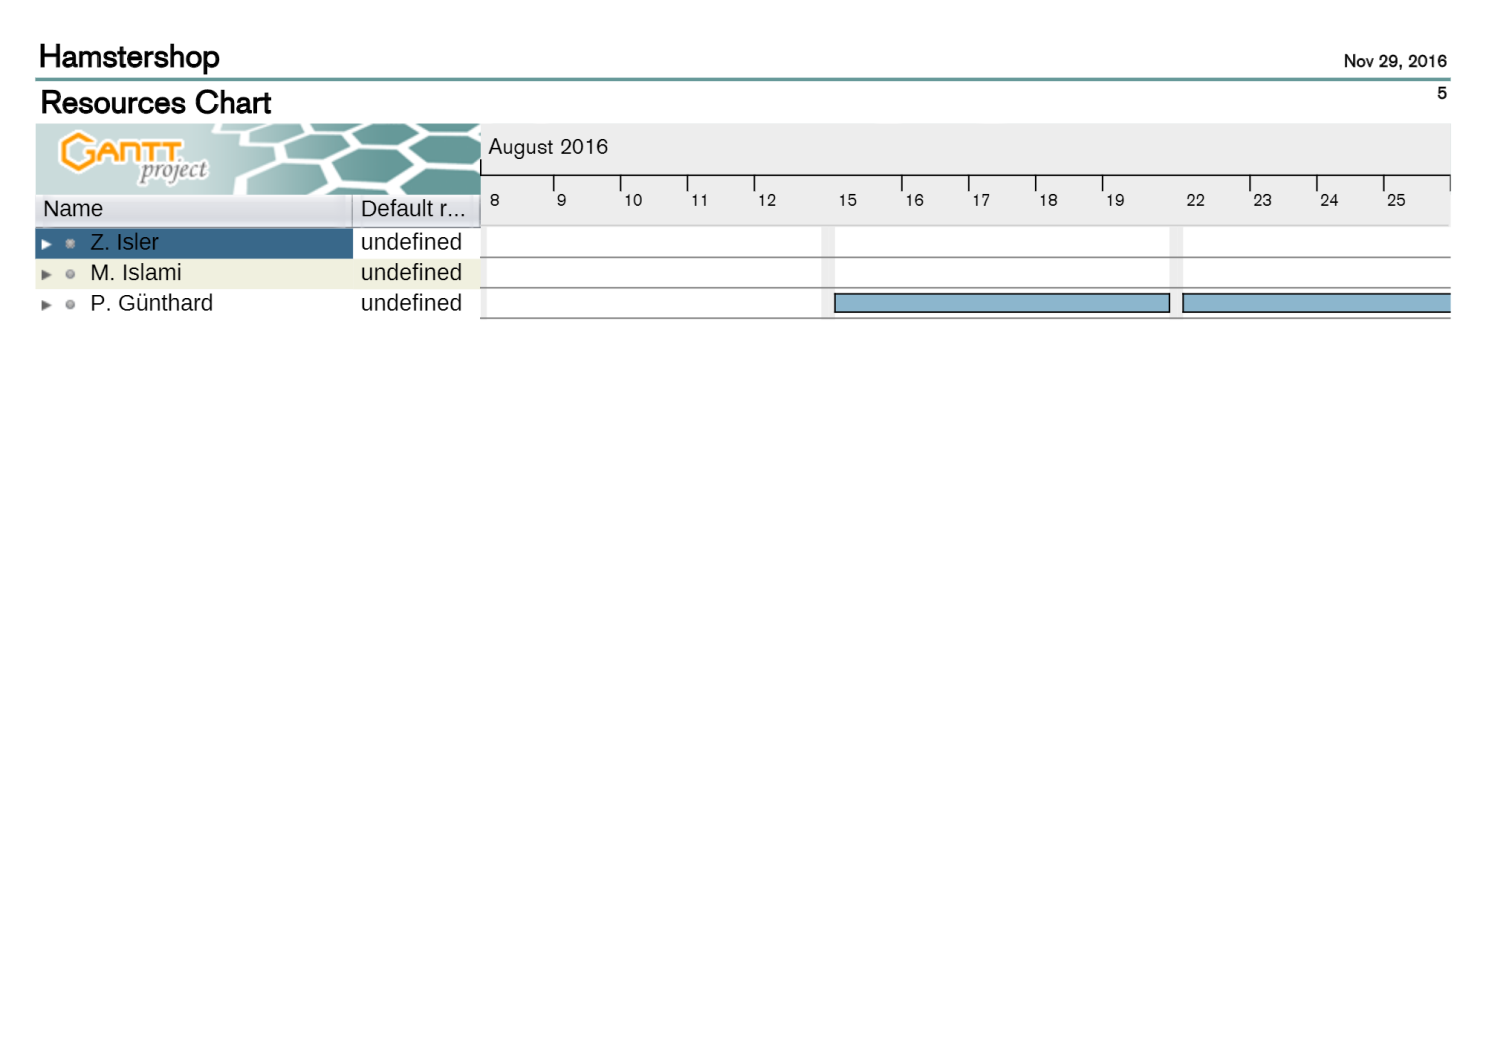 Hamstershop
Nov 29, 2016
Resources Chart
5
GANTT
project
August 2016
Name Default r... 8 9 10 11 12 15 16 17 18 19 22 23 24 25
Z. Isler undefined
M. Islami undefined
P. Günthard undefined